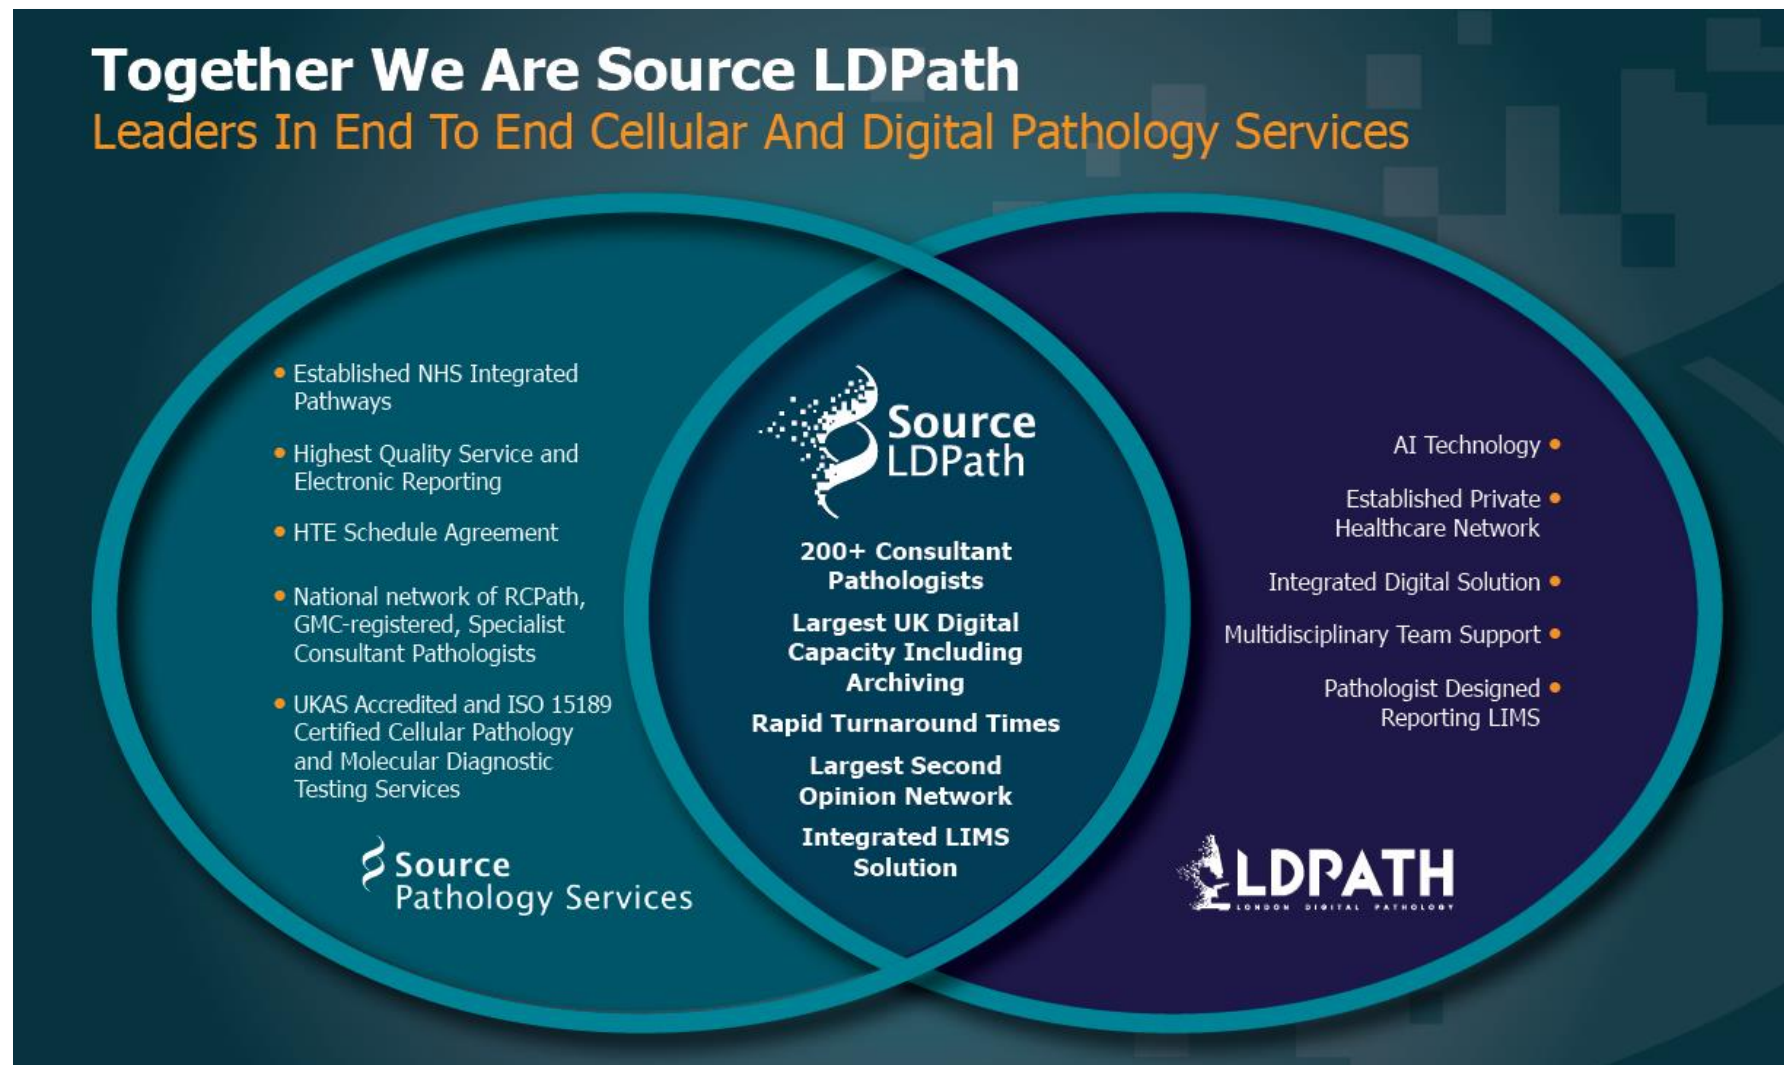 Together We Are Source LDPath
Leaders In End To End Cellular And Digital Pathology Services
• Established NHS Integrated
Pathways
• Highest Quality Service and
Electronic Reporting
• HTE Schedule Agreement
• National network of RCPath,
GMC-registered, Specialist
Consultant Pathologists
• UKAS Accredited and ISO 15189
Certified Cellular Pathology
and Molecular Diagnostic
Testing Services
Source
Pathology Services
Source
LDPath
200+ Consultant
Pathologists
Largest UK Digital
Capacity Including
Archiving
Rapid Turnaround Times
Largest Second
Opinion Network
Integrated LIMS
Solution
AI Technology •
Established Private •
Healthcare Network
Integrated Digital Solution •
Multidisciplinary Team Support •
Pathologist Designed •
Reporting LIMS
LDPATH
LONDON DIGITAL PATHOLOGY